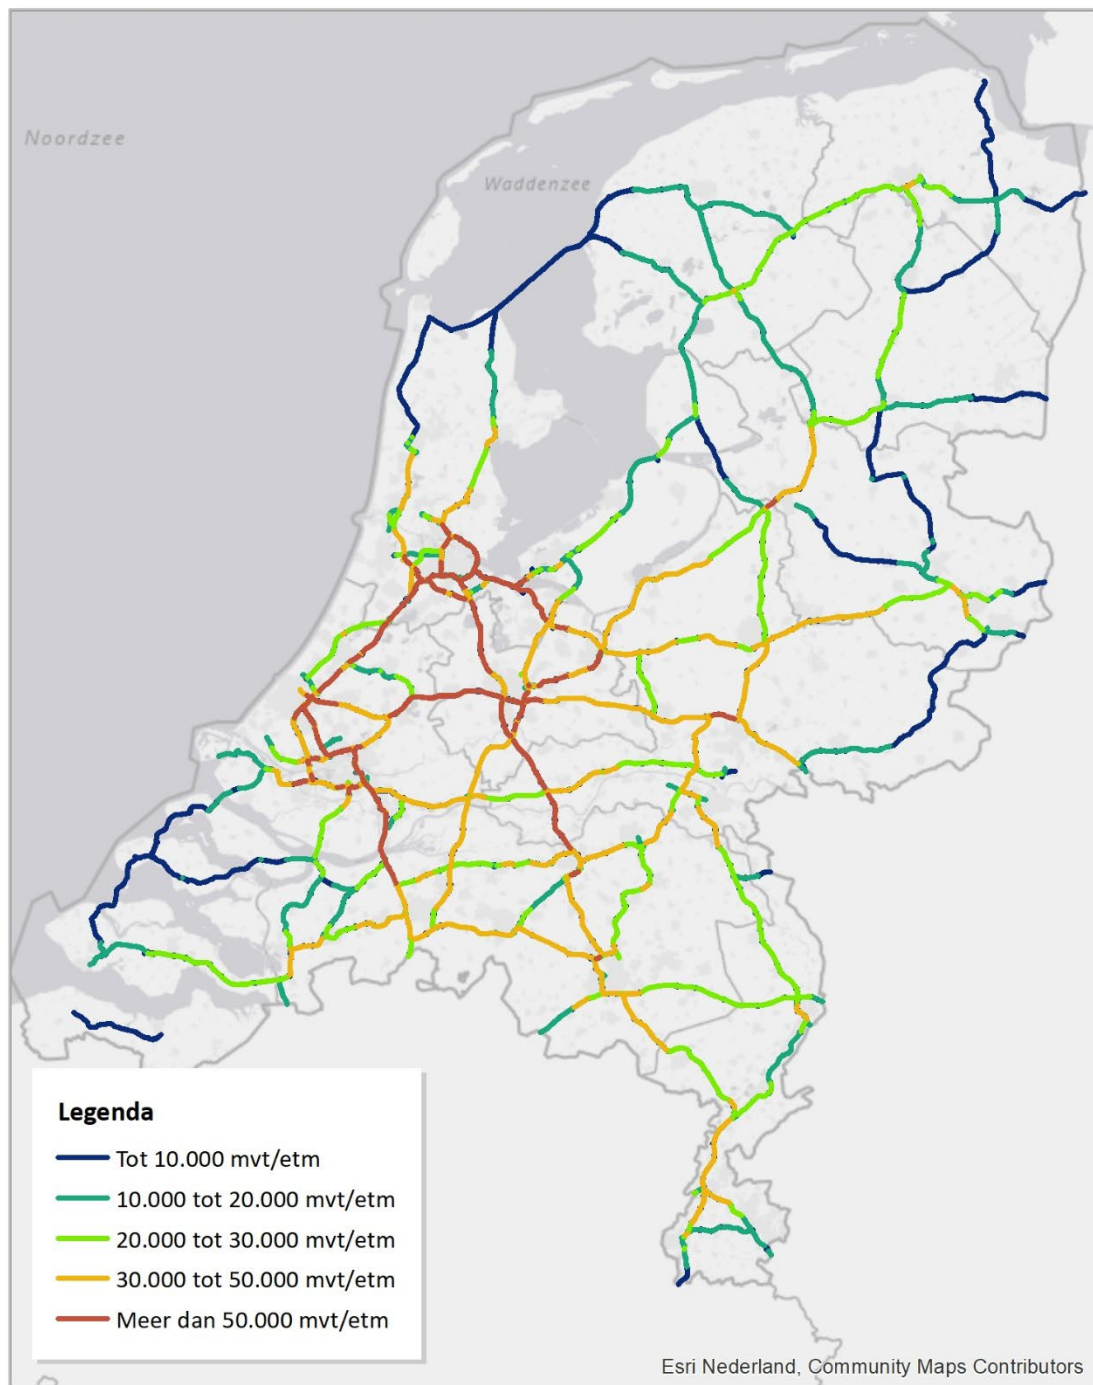 Noordzee
Waddenzee
Legenda
Tot 10.000 mvt/etm
10.000 tot 20.000 mvt/etm
20.000 tot 30.000 mvt/etm
30.000 tot 50.000 mvt/etm
Meer dan 50.000 mvt/etm
Esri Nederland, Community Maps Contributors